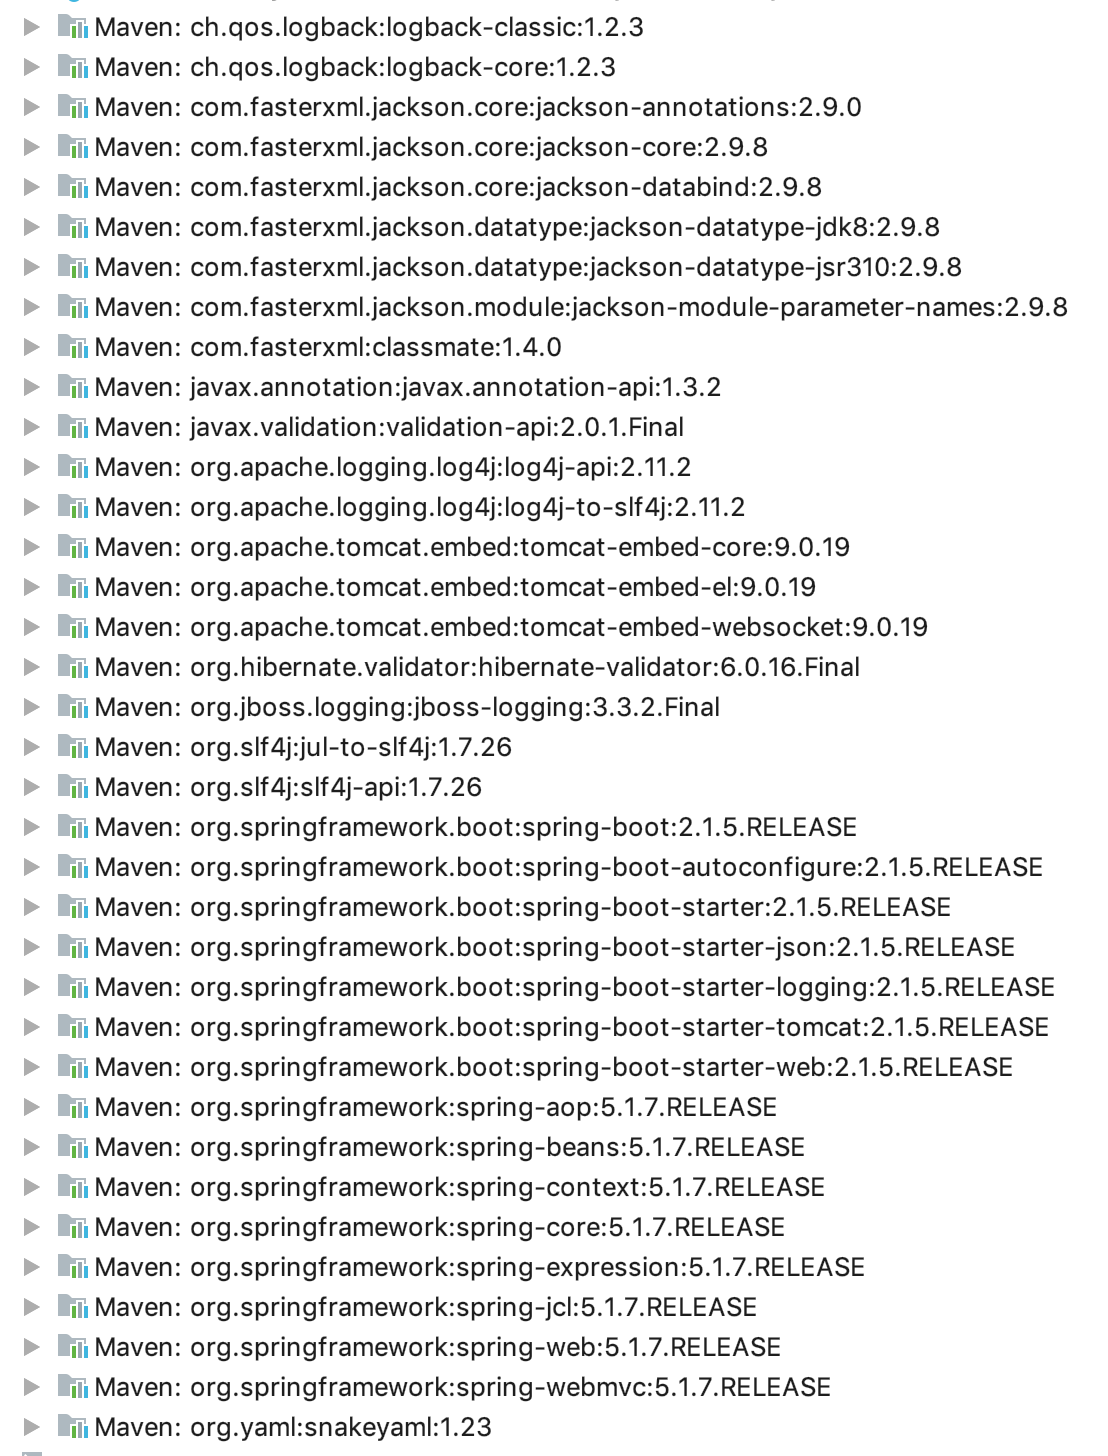 Maven: ch.qos.logback:logback-classic:1.2.3
Maven: ch.qos.logback:logback-core:1.2.3
Maven: com.fasterxml.jackson.core:jackson-annotations:2.9.0
Maven: com.fasterxml.jackson.core:jackson-core:2.9.8
Maven: com.fasterxml.jackson.core:jackson-databind:2.9.8
Maven: com.fasterxml.jackson.datatype:jackson-datatype-jdk8:2.9.8
Maven: com.fasterxml.jackson.datatype:jackson-datatype-jsr310:2.9.8
Maven: com.fasterxml.jackson.module:jackson-module-parameter-names:2.9.8
Maven: com.fasterxml:classmate:1.4.0
Maven: javax.annotation:javax.annotation-api:1.3.2
Maven: javax.validation:validation-api:2.0.1.Final
Maven: org.apache.logging.log4j:log4j-api:2.11.2
Maven: org.apache.logging.log4j:log4j-to-slf4j:2.11.2
Maven: org.apache.tomcat.embed:tomcat-embed-core:9.0.19
Maven: org.apache.tomcat.embed:tomcat-embed-el:9.0.19
Maven: org.apache.tomcat.embed:tomcat-embed-websocket:9.0.19
Maven: org.hibernate.validator:hibernate-validator:6.0.16.Final
Maven: org.jboss.logging:jboss-logging:3.3.2.Final
Maven: org.slf4j:jul-to-slf4j:1.7.26
Maven: org.slf4j:slf4j-api:1.7.26
Maven: org.springframework.boot:spring-boot:2.1.5.RELEASE
Maven: org.springframework.boot:spring-boot-autoconfigure:2.1.5.RELEASE
Maven: org.springframework.boot:spring-boot-starter:2.1.5.RELEASE
Maven: org.springframework.boot:spring-boot-starter-json:2.1.5.RELEASE
Maven: org.springframework.boot:spring-boot-starter-logging:2.1.5.RELEASE
Maven: org.springframework.boot:spring-boot-starter-tomcat:2.1.5.RELEASE
Maven: org.springframework.boot:spring-boot-starter-web:2.1.5.RELEASE
Maven: org.springframework:spring-aop:5.1.7.RELEASE
Maven: org.springframework:spring-beans:5.1.7.RELEASE
Maven: org.springframework:spring-context:5.1.7.RELEASE
Maven: org.springframework:spring-core:5.1.7.RELEASE
Maven: org.springframework:spring-expression:5.1.7.RELEASE
Maven: org.springframework:spring-jcl:5.1.7.RELEASE
Maven: org.springframework:spring-web:5.1.7.RELEASE
Maven: org.springframework:spring-webmvc:5.1.7.RELEASE
Maven: org.yaml:snakeyaml:1.23